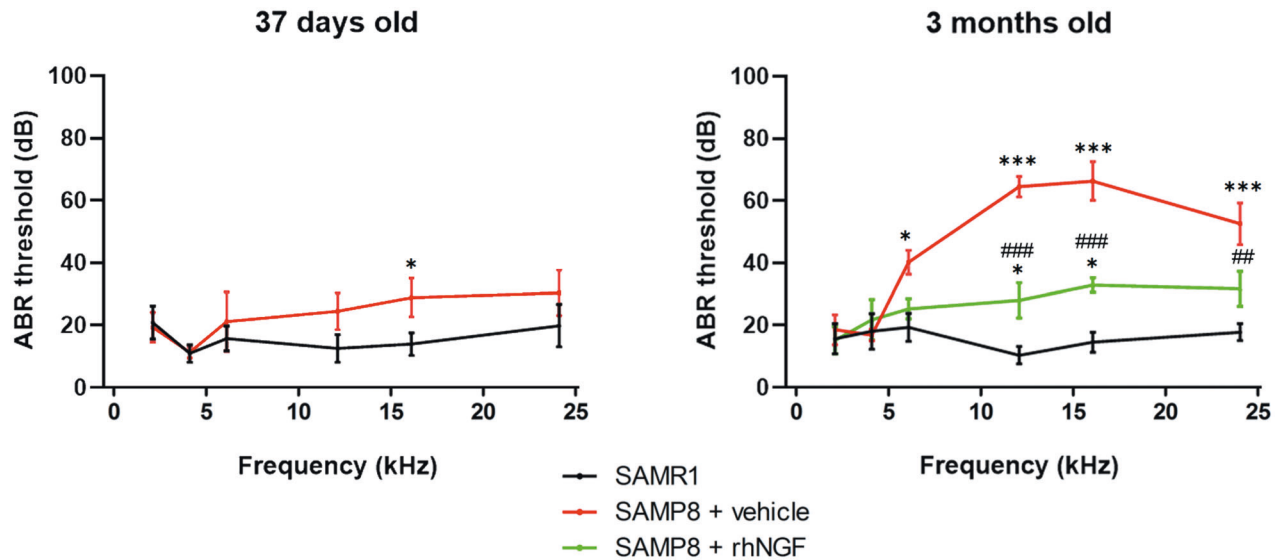 37 days old
3 months old
ABR threshold (dB)
100
80
60
40
20
0
*
0 5 10 15 20 25
Frequency (kHz)
ABR threshold (dB)
100
80
60
40
20
0
*
***
***
***
###
*
###
*
##
0 5 10 15 20 25
Frequency (kHz)
SAMR1
SAMP8 + vehicle
SAMP8 + rhNGF